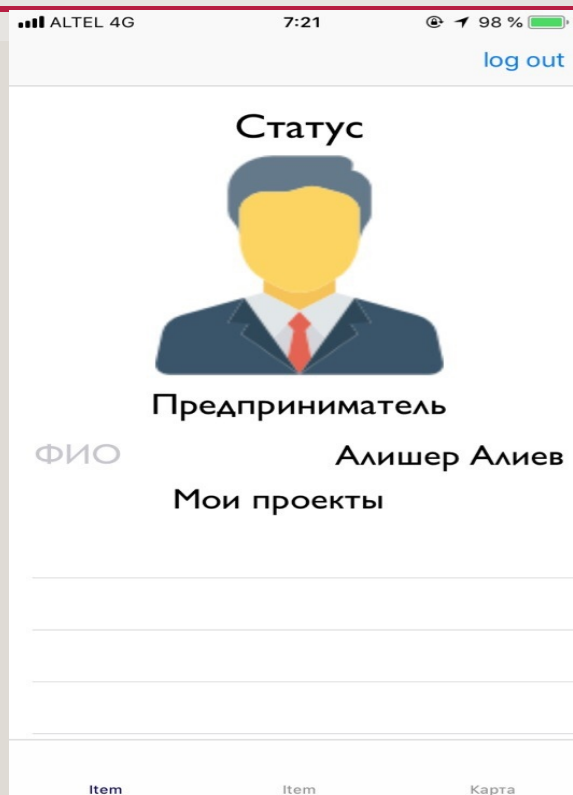 ALTEL 4G 7:21 98 %
log out
Статус
Предприниматель
ФИО Алишер Алиев
Мои проекты
Item Item Карта